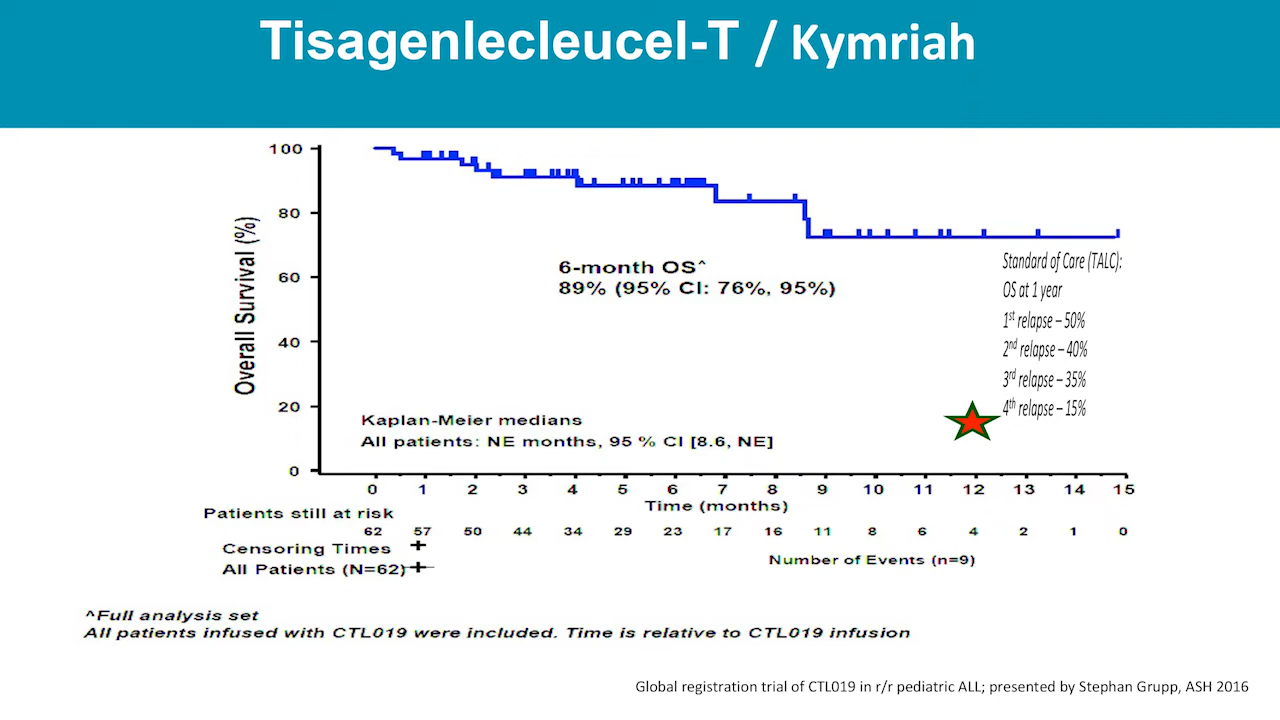 Tisagenlecleucel-T / Kymriah
100
80
60
40
20
0
Overall Survival (%)
6-month OS^
89% (95% CI: 76%, 95%)
Standard of Care (TALC):
OS at 1 year
1st relapse – 50%
2nd relapse – 40%
3rd relapse – 35%
4th relapse – 15%
Kaplan-Meier medians
All patients: NE months, 95 % CI [8.6, NE]
0 1 2 3 4 5 6 7 8 9 10 11 12 13 14 15
Time (months)
Patients still at risk
62 57 50 44 34 29 23 17 16 11 8 6 4 2 1 0
Censoring Times
All Patients (N=62)
Number of Events (n=9)
^Full analysis set
All patients infused with CTL019 were included. Time is relative to CTL019 infusion
Global registration trial of CTL019 in r/r pediatric ALL; presented by Stephan Grupp, ASH 2016